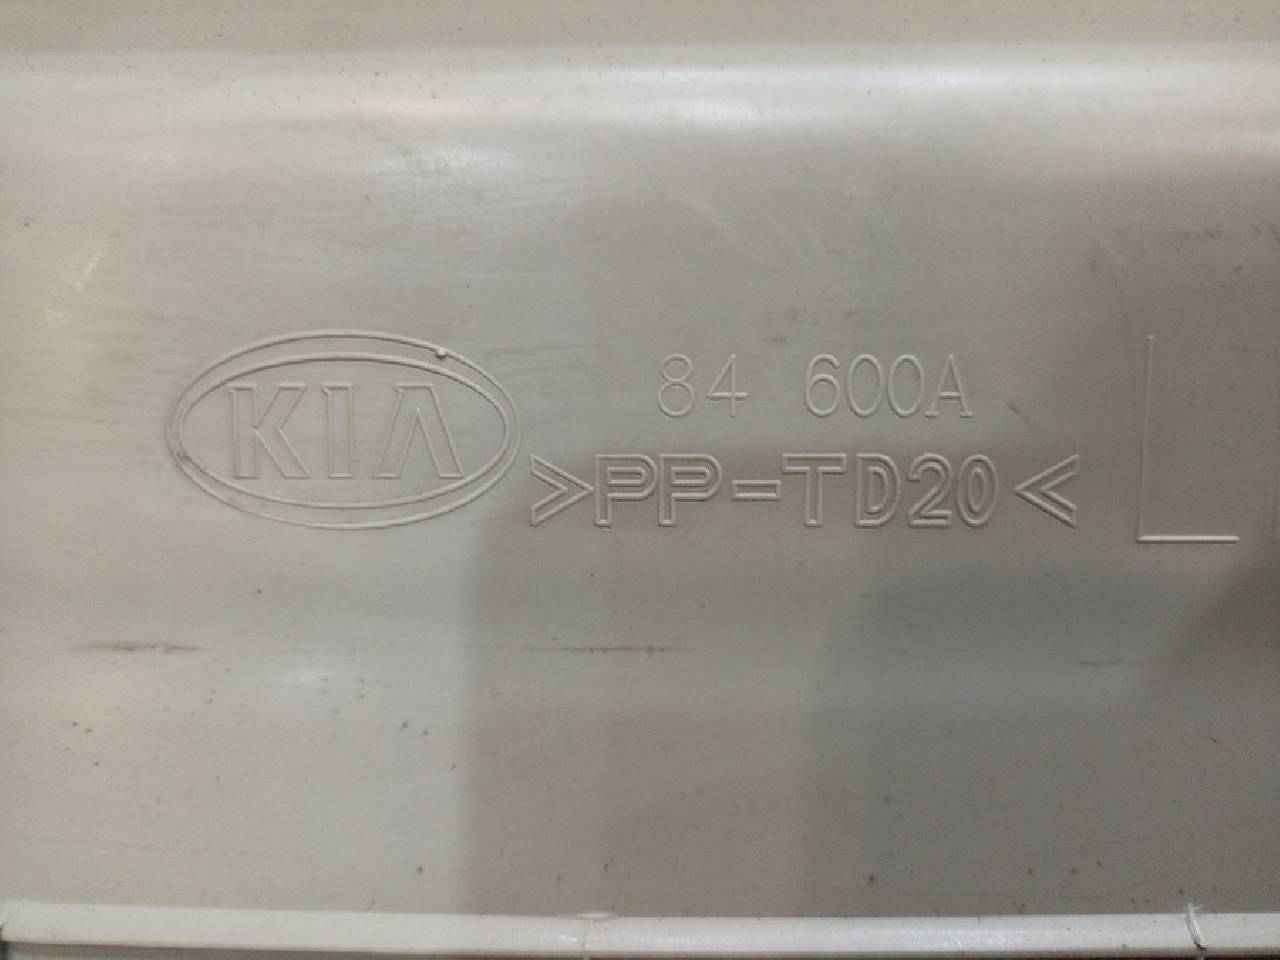 KIA
84 600A
>PP-TD20<
L